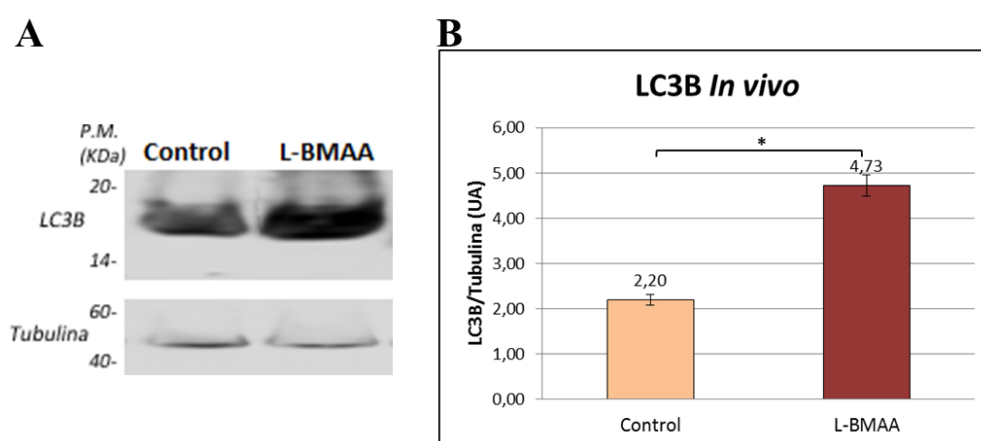 A
P.M.
(KDa)
Control L-BMAA
20-
LC3B
14-
60-
Tubulina
40-
B
LC3B In vivo
LC3B/Tubulina (UA)
6,00
5,00
4,00
3,00
2,00
1,00
0,00
*
2,20
4,73
Control L-BMAA